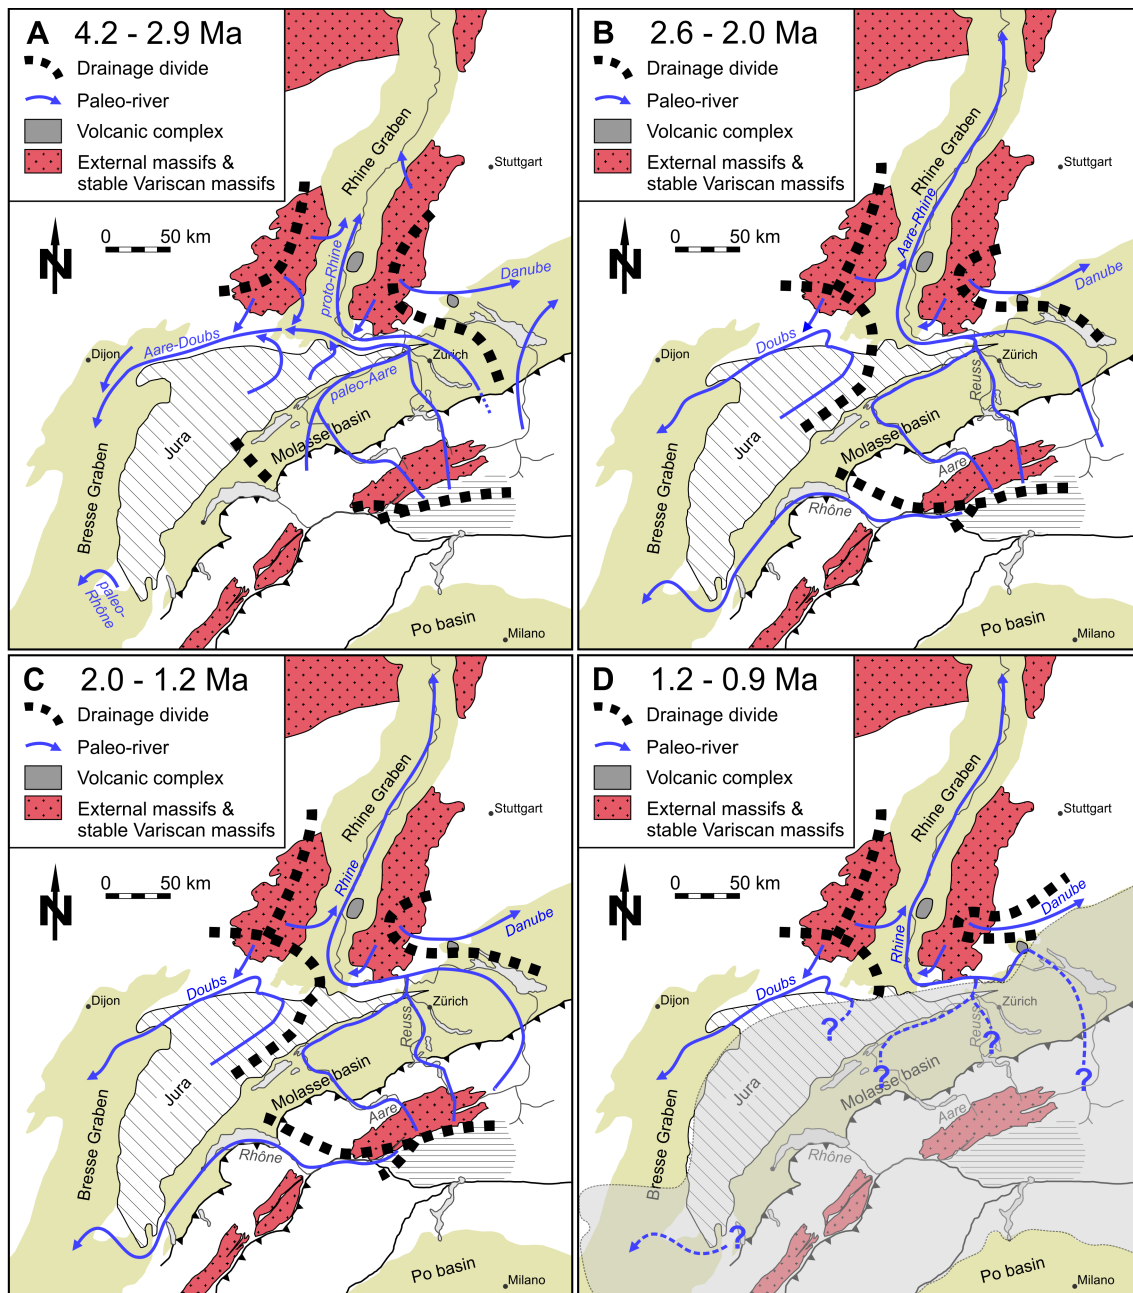 A 4.2 - 2.9 Ma
Drainage divide
Paleo-river
Volcanic complex
External massifs &
stable Variscan massifs
0 50 km
N
Rhine Graben
Stuttgart
proto-Rhine
Danube
Dijon
Aare-Doubs
Zürich
paleo-Aare
Jura
Molasse basin
Bresse Graben
paleo-
Rhône
Po basin
Milano
B 2.6 - 2.0 Ma
Drainage divide
Paleo-river
Volcanic complex
External massifs &
stable Variscan massifs
0 50 km
N
Rhine Graben
Stuttgart
Aare-Rhine
Danube
Dijon
Doubs
Zürich
Reuss
Jura
Molasse basin
Aare
Bresse Graben
Rhône
Po basin
Milano
C 2.0 - 1.2 Ma
Drainage divide
Paleo-river
Volcanic complex
External massifs &
stable Variscan massifs
0 50 km
N
Rhine Graben
Stuttgart
Rhine
Danube
Dijon
Doubs
Zürich
Reuss
Jura
Molasse basin
Aare
Bresse Graben
Rhône
Po basin
Milano
D 1.2 - 0.9 Ma
Drainage divide
Paleo-river
Volcanic complex
External massifs &
stable Variscan massifs
0 50 km
N
Rhine Graben
Stuttgart
Rhine
Danube
Dijon
Doubs
Zürich
?
Reuss
?
?
?
Jura
Molasse basin
Aare
Bresse Graben
Rhône
?
Po basin
Milano